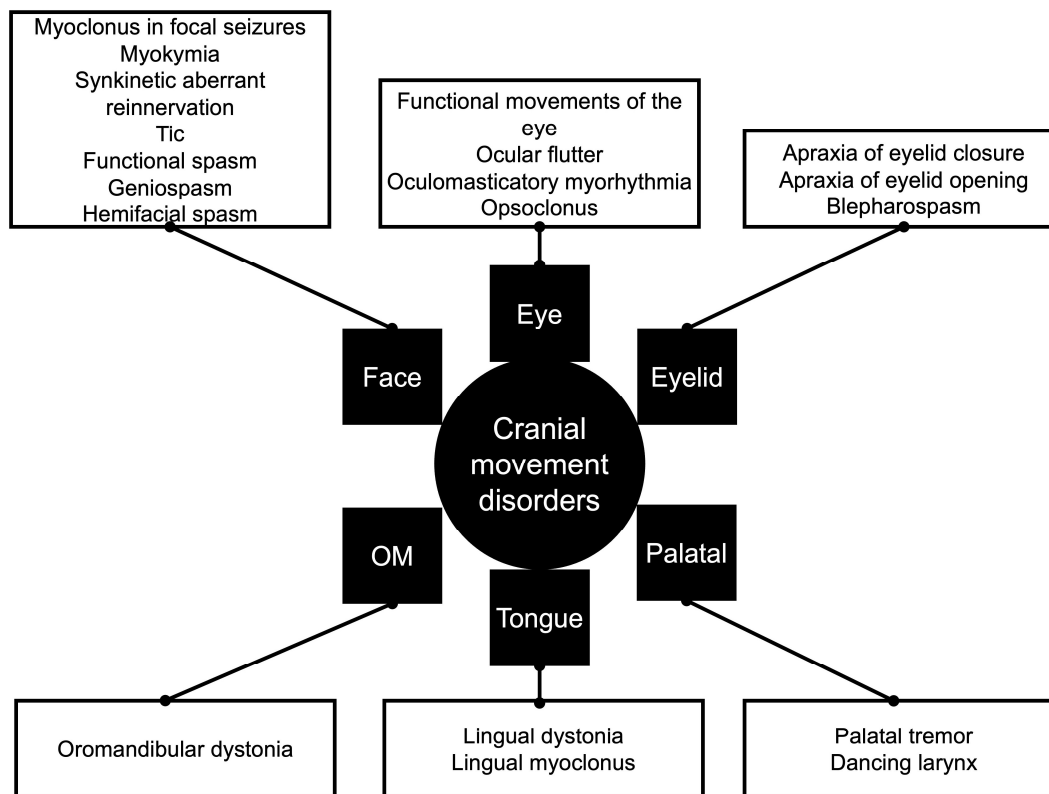 Myoclonus in focal seizures
Myokymia
Synkinetic aberrant
reinnervation
Tic
Functional spasm
Geniospasm
Hemifacial spasm
Functional movements of the
eye
Ocular flutter
Oculomasticatory myorhythmia
Opsoclonus
Apraxia of eyelid closure
Apraxia of eyelid opening
Blepharospasm
Eye
Face
Eyelid
Cranial
movement
disorders
OM
Palatal
Tongue
Oromandibular dystonia
Lingual dystonia
Lingual myoclonus
Palatal tremor
Dancing larynx